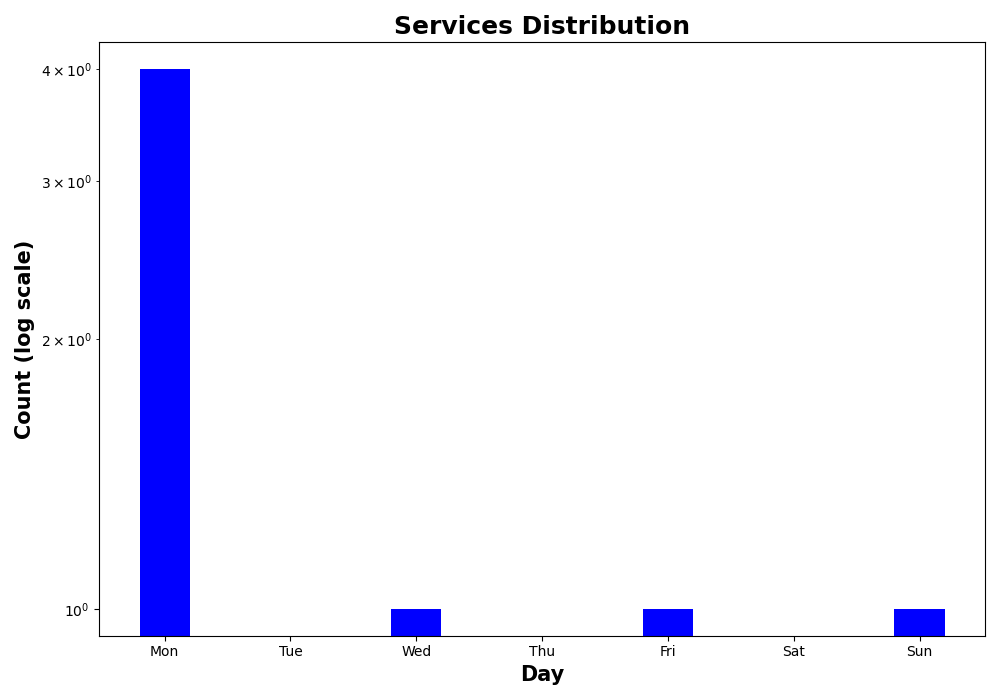 Services Distribution
Count (log scale)
4 × 10⁰
3 × 10⁰
2 × 10⁰
10⁰
Mon Tue Wed Thu Fri Sat Sun
Day